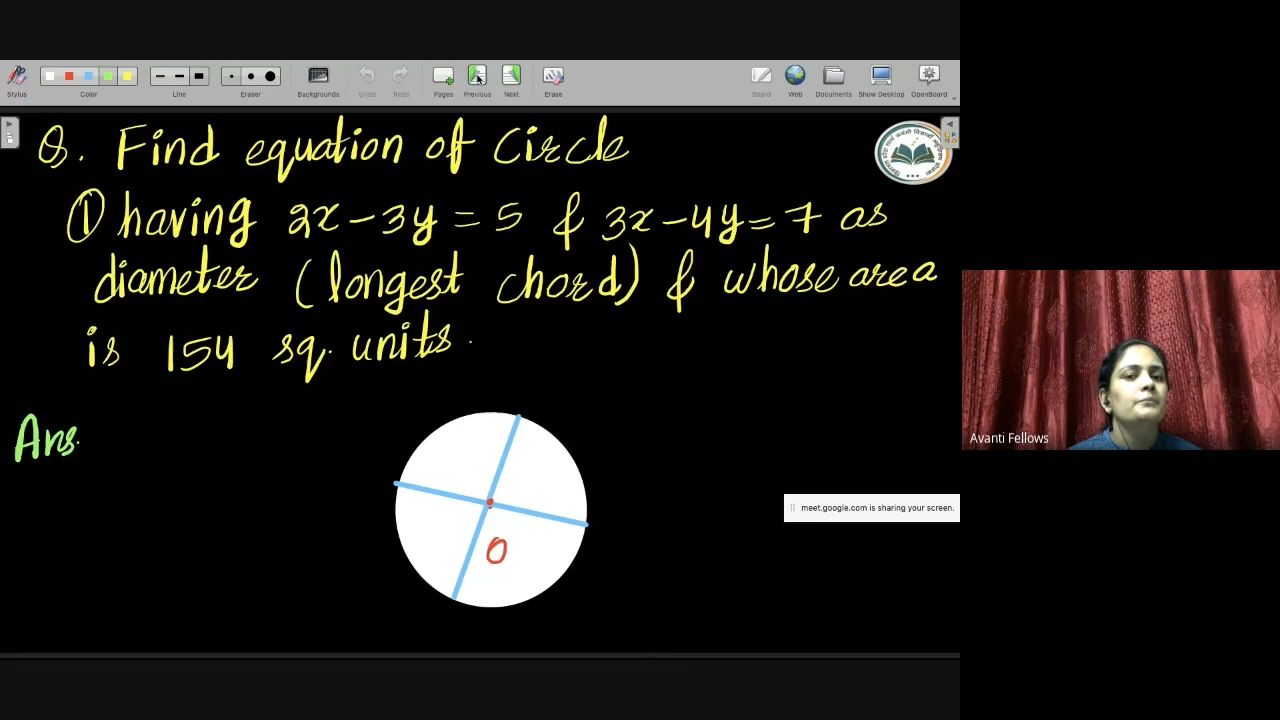 Stylus
Color
Line
Eraser
Backgrounds
Undo
Redo
Pages
Previous
Next
Erase
Board
Web
Documents
Show Desktop
OpenBoard
Q. Find equation of Circle
① having 2x - 3y = 5 & 3x - 4y = 7 as
diameter (longest chord) & whose area
is 154 sq. units.
Ans.
O
Avanti Fellows
meet.google.com is sharing your screen.